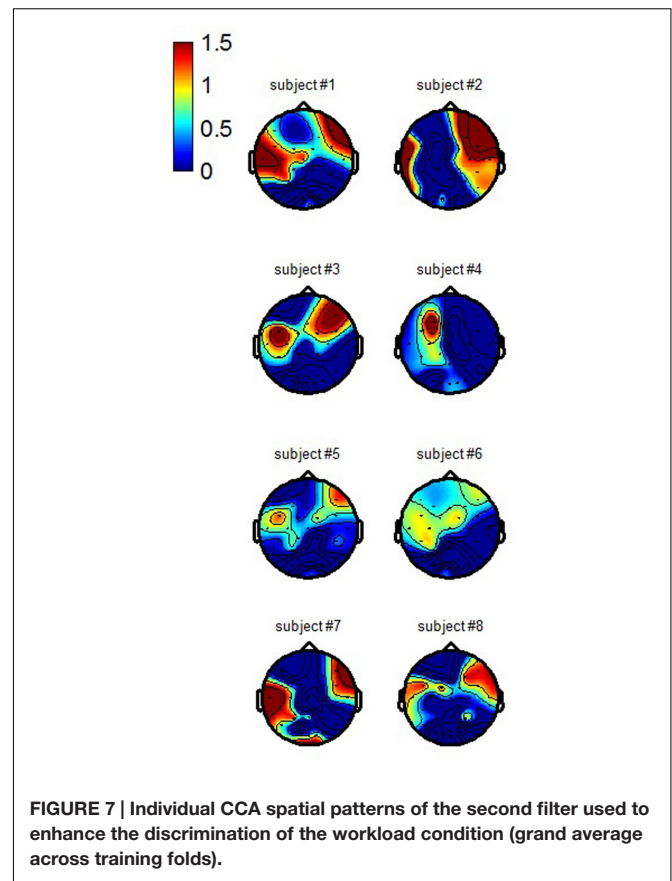 1.5
1
0.5
0
subject #1
subject #2
subject #3
subject #4
subject #5
subject #6
subject #7
subject #8
FIGURE 7 | Individual CCA spatial patterns of the second filter used to
enhance the discrimination of the workload condition (grand average
across training folds).